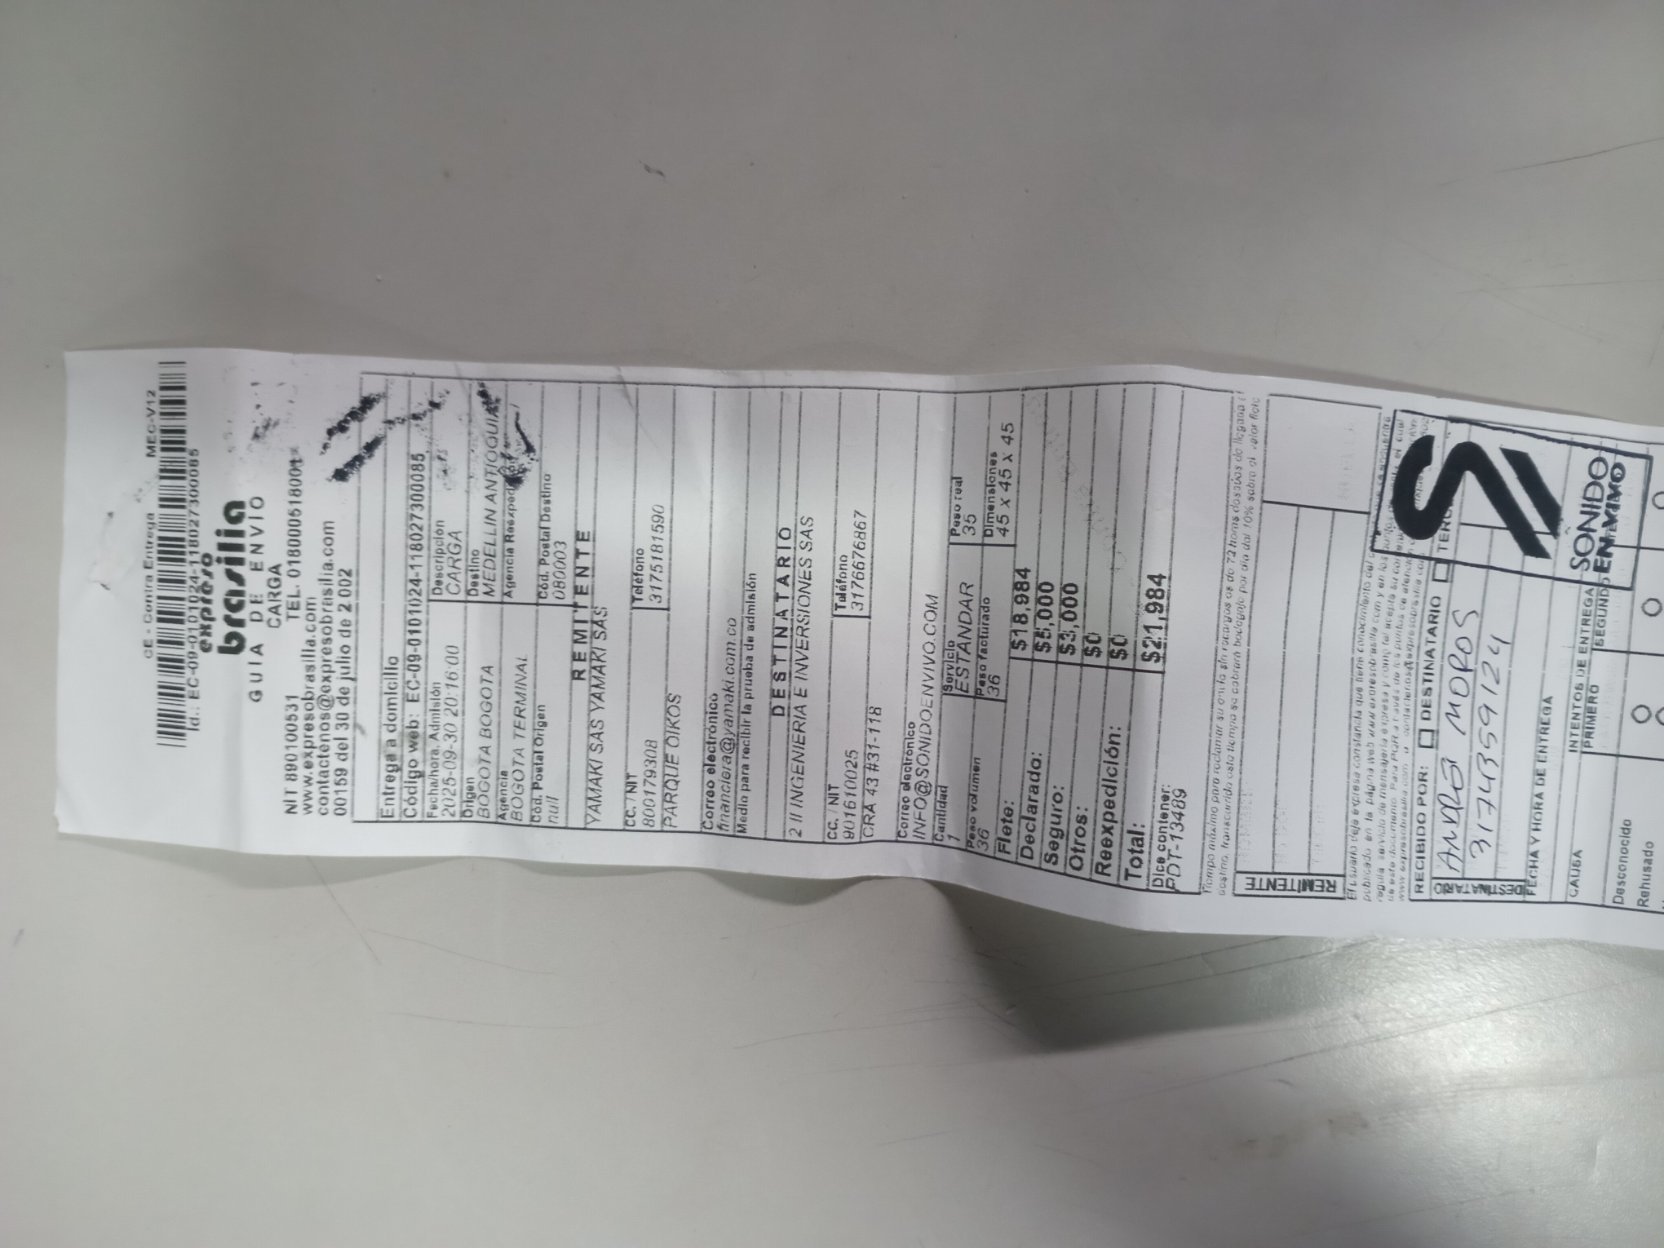 CE - Contra Entrega MEC-V12
Id.: EC-09-0101024-118027300085
expreso
brasilia
GUIA DE ENVIO
CARGA
NIT 890100531 TEL. 018000518001
www.expresobrasilia.com
contactenos@expresobrasilia.com
00159 del 30 de julio de 2 002
Entrega a domicilio
Código web: EC-09-0101024-118027300085
Fecha/hora. Admisión Descripción
2025-09-30 20:16:00 CARGA
Origen Destino
BOGOTA BOGOTA MEDELLIN ANTIOQUIA
Agencia Agencia Reexpedición
BOGOTA TERMINAL
Cód. Postal Origen Cód. Postal Destino
null 080003
REMITENTE
YAMAKI SAS YAMAKI SAS
CC. / NIT Teléfono
800179308 3175181590
PARQUE OIKOS
Correo electrónico
financiera@yamaki.com.co
Medio para recibir la prueba de admisión
DESTINATARIO
2 II INGENIERIA E INVERSIONES SAS
CC. NIT Teléfono
901610025 3176676867
CRA 43 #31-118
Correo electrónico
INFO@SONIDOENVIVO.COM
Cantidad Servicio Peso real
1 ESTANDAR 35
Peso volumen Peso facturado Dimensiones
36 36 45 x 45 x 45
Flete: $18,984
Declarado: $5,000
Seguro: $3,000
Otros: $0
Reexpedición: $0
Total: $21,984
Dice contener:
PDT-13489
REMITENTE
RECIBIDO POR: DESTINATARIO
ANDREA MOROS
3174359124
DESTINATARIO
SONIDO
EN VIVO
FECHA Y HORA DE ENTREGA
CAUSA INTENTOS DE ENTREGA
PRIMERO SEGUNDO
Desconocido
Rehusado